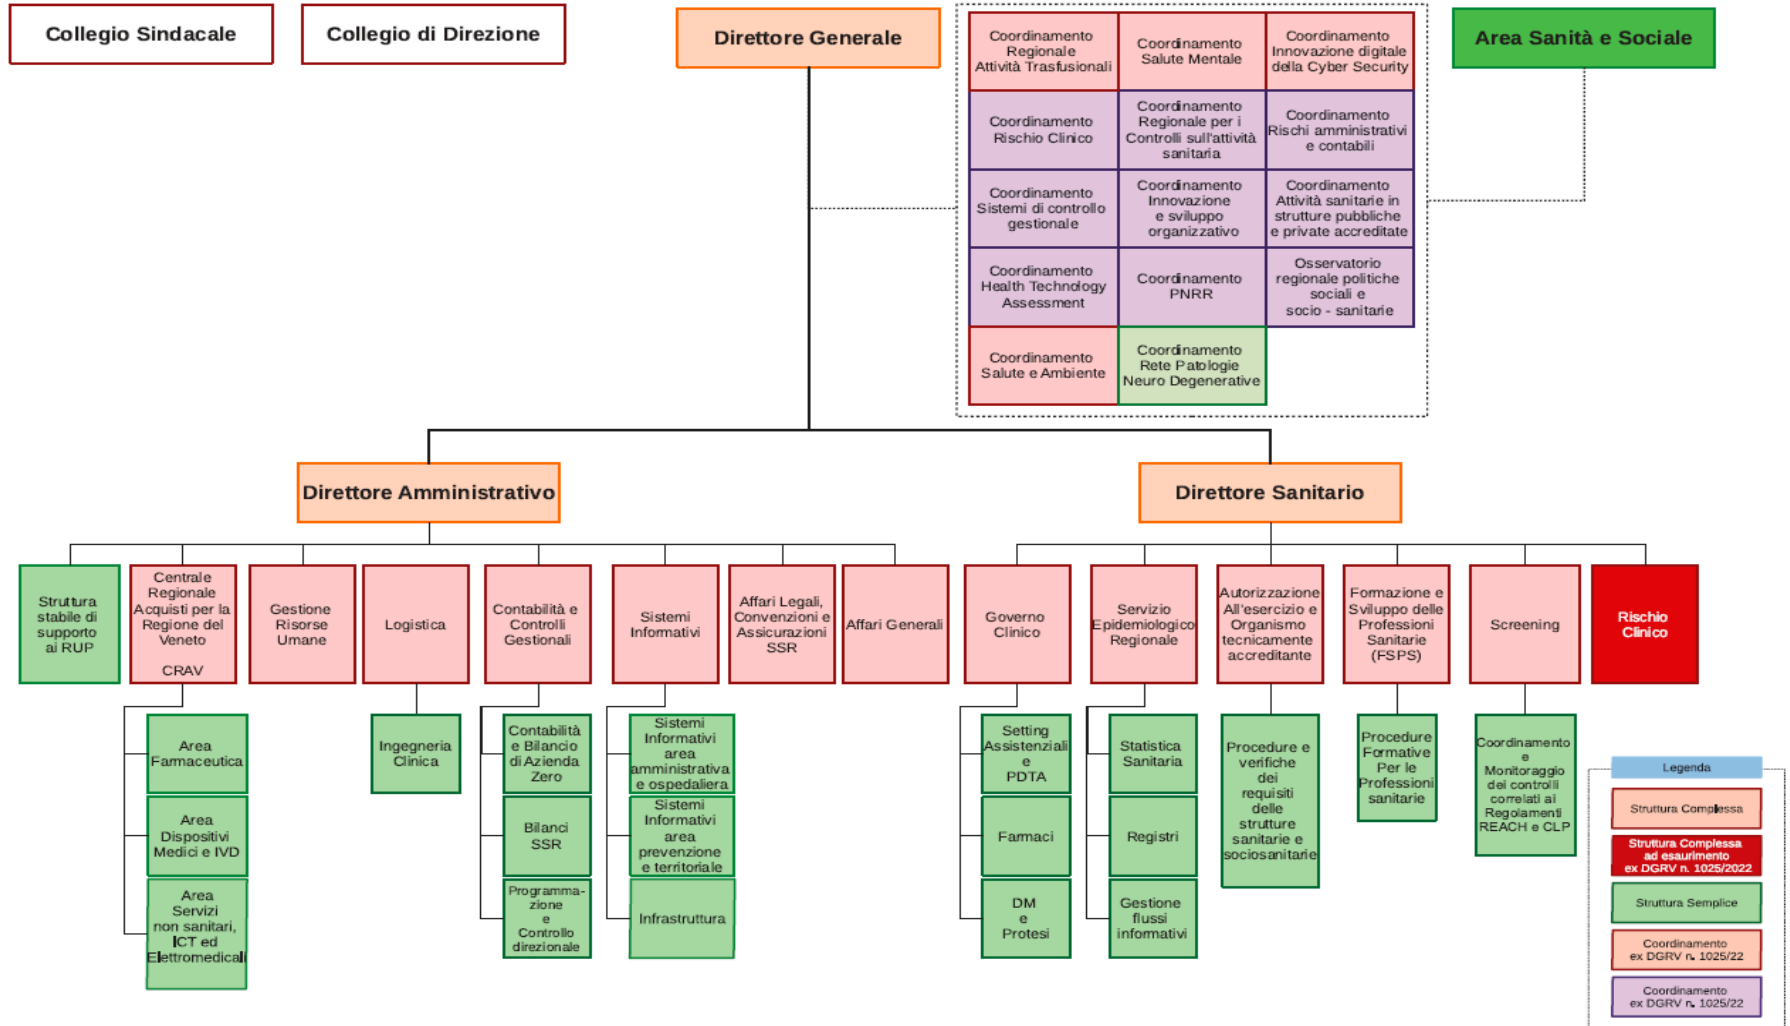 Collegio Sindacale
Collegio di Direzione
Direttore Generale
Coordinamento
Regionale
Attività Trasfusionali
Coordinamento
Salute Mentale
Coordinamento
Innovazione digitale
della Cyber Security
Area Sanità e Sociale
Coordinamento
Rischio Clinico
Coordinamento
Regionale per i
Controlli sull'attività
sanitaria
Coordinamento
Rischi amministrativi
e contabili
Coordinamento
Sistemi di controllo
gestionale
Coordinamento
Innovazione
e sviluppo
organizzativo
Coordinamento
Attività sanitarie in
strutture pubbliche
e private accreditate
Coordinamento
Health Technology
Assessment
Coordinamento
PNRR
Osservatorio
regionale politiche
sociali e
socio - sanitarie
Coordinamento
Salute e Ambiente
Coordinamento
Rete Patologie
Neuro Degenerative
Direttore Amministrativo
Direttore Sanitario
Struttura
stabile di
supporto
ai RUP
Centrale
Regionale
Acquisti per la
Regione del
Veneto
CRAV
Gestione
Risorse
Umane
Logistica
Contabilità e
Controlli
Gestionali
Sistemi
Informativi
Affari Legali,
Convenzioni e
Assicurazioni
SSR
Affari Generali
Governo
Clinico
Servizio
Epidemiologico
Regionale
Autorizzazione
All'esercizio e
Organismo
tecnicamente
accreditante
Formazione e
Sviluppo delle
Professioni
Sanitarie
(FSPS)
Screening
Rischio
Clinico
Area
Farmaceutica
Area
Dispositivi
Medici e IVD
Area
Servizi
non sanitari,
ICT ed
Elettromedicali
Ingegneria
Clinica
Contabilità
e Bilancio
di Azienda
Zero
Bilanci
SSR
Programma-
zione
e
Controllo
direzionale
Sistemi
Informativi
area
amministrativa
e ospedaliera
Sistemi
Informativi
area
prevenzione
e territoriale
Infrastruttura
Setting
Assistenziali
e
PDTA
Farmaci
DM
e
Protesi
Statistica
Sanitaria
Registri
Gestione
flussi
informativi
Procedure e
verifiche
dei
requisiti
delle
strutture
sanitarie e
sociosanitarie
Procedure
Formative
Per le
Professioni
sanitarie
Coordinamento
e
Monitoraggio
dei controlli
correlati ai
Regolamenti
REACH e CLP
Legenda
Struttura Complessa
Struttura Complessa
ad esaurimento
ex DGRV n. 1025/2022
Struttura Semplice
Coordinamento
ex DGRV n. 1025/22
Coordinamento
ex DGRV n. 1025/22